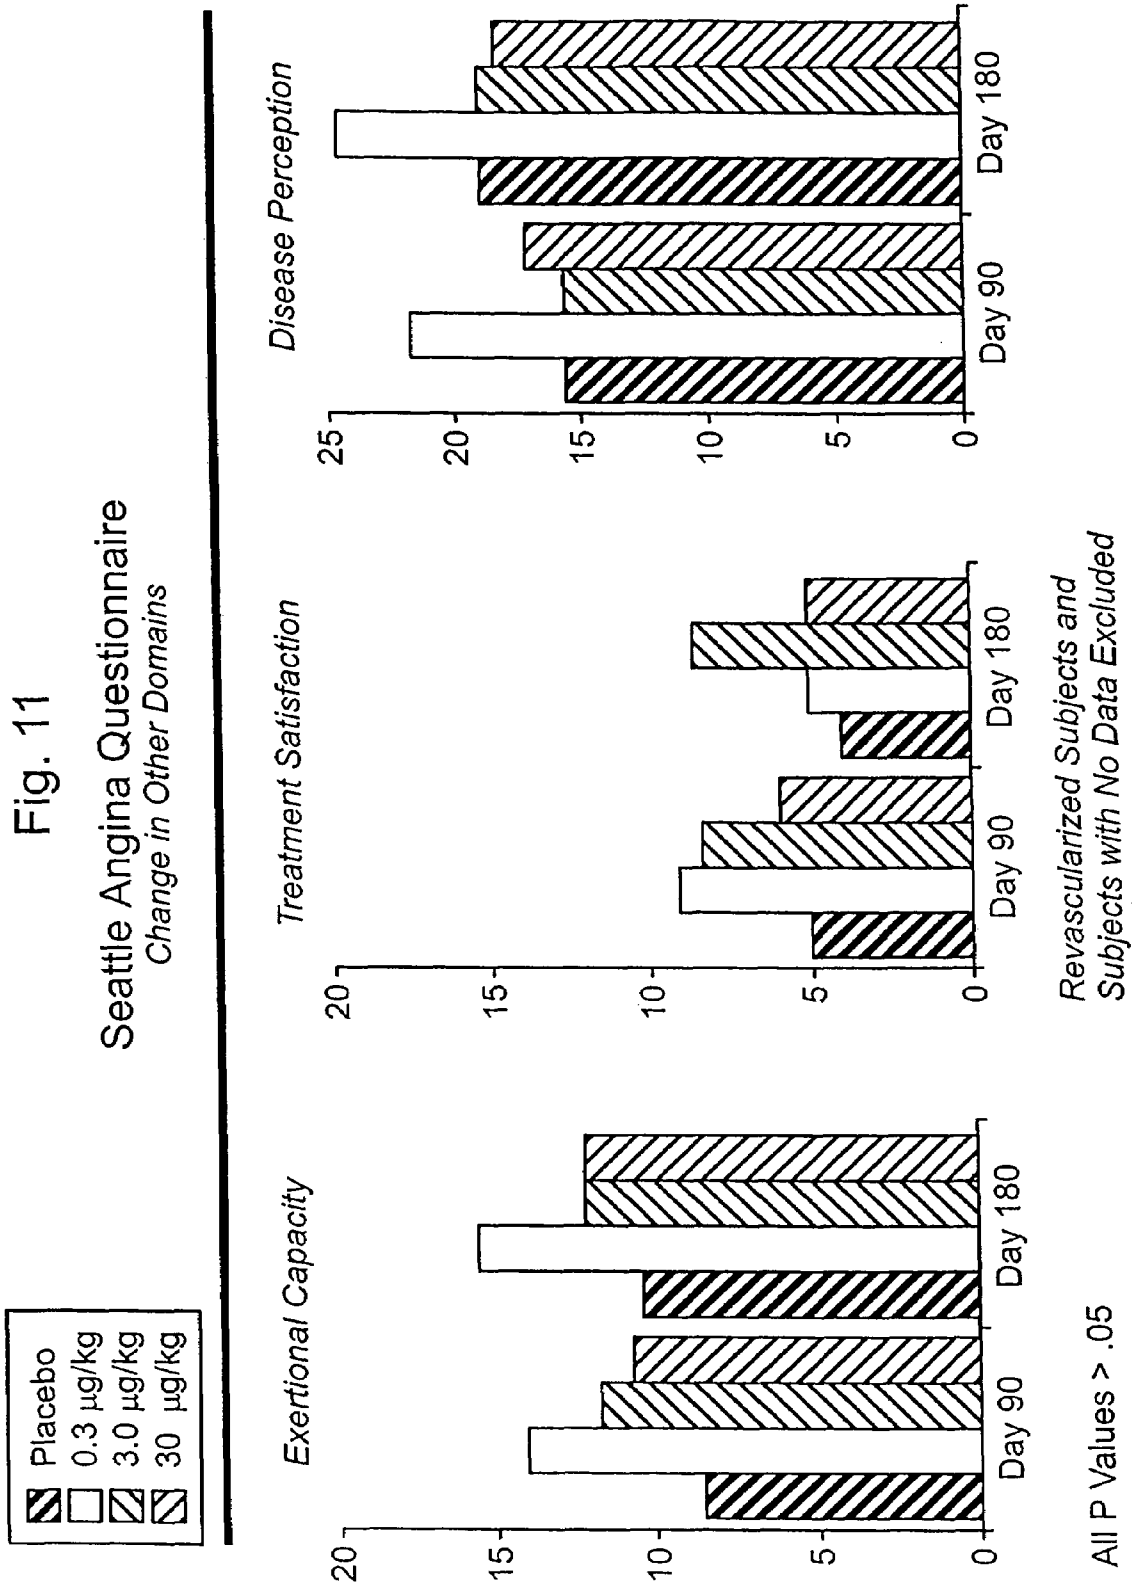 Fig. 11
Placebo
0.3 μg/kg
3.0 μg/kg
30 μg/kg
Seattle Angina Questionnaire
Change in Other Domains
Exertional Capacity
20
15
10
5
0
Day 90
Day 180
Treatment Satisfaction
20
15
10
5
0
Day 90
Day 180
Disease Perception
25
20
15
10
5
0
Day 90
Day 180
All P Values > .05
Revascularized Subjects and
Subjects with No Data Excluded